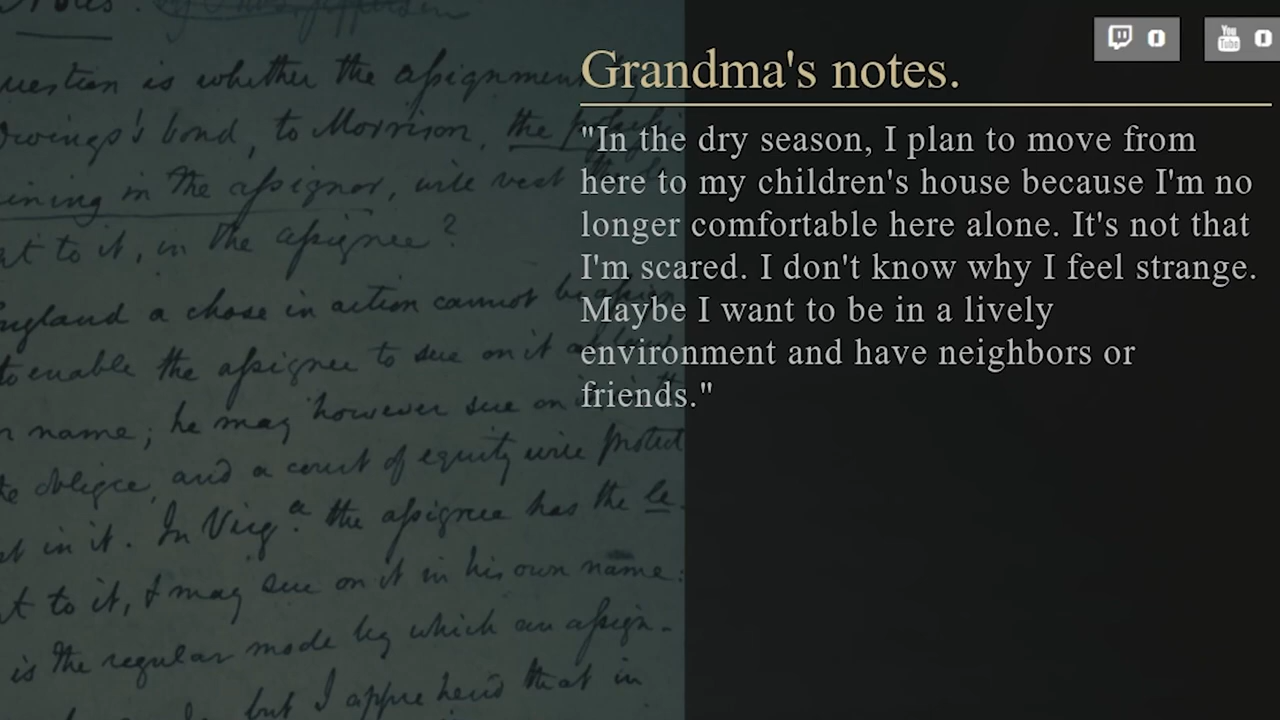 Grandma's notes.
"In the dry season, I plan to move from
here to my children's house because I'm no
longer comfortable here alone. It's not that
I'm scared. I don't know why I feel strange.
Maybe I want to be in a lively
environment and have neighbors or
friends."
0
You
Tube
0
question is whether the assignment
Owings's bond, to Morrison, the
in the assignor, will vest
to it, in the assignee?
England a chose in action cannot be
to enable the assignee to sue on it
name; he may however sue on
obligee, and a court of equity will protect
in it. In Virgª. the assignee has the le
to it, & may sue on it in his own name:
is the regular mode by which an assign-
but I apprehend that in